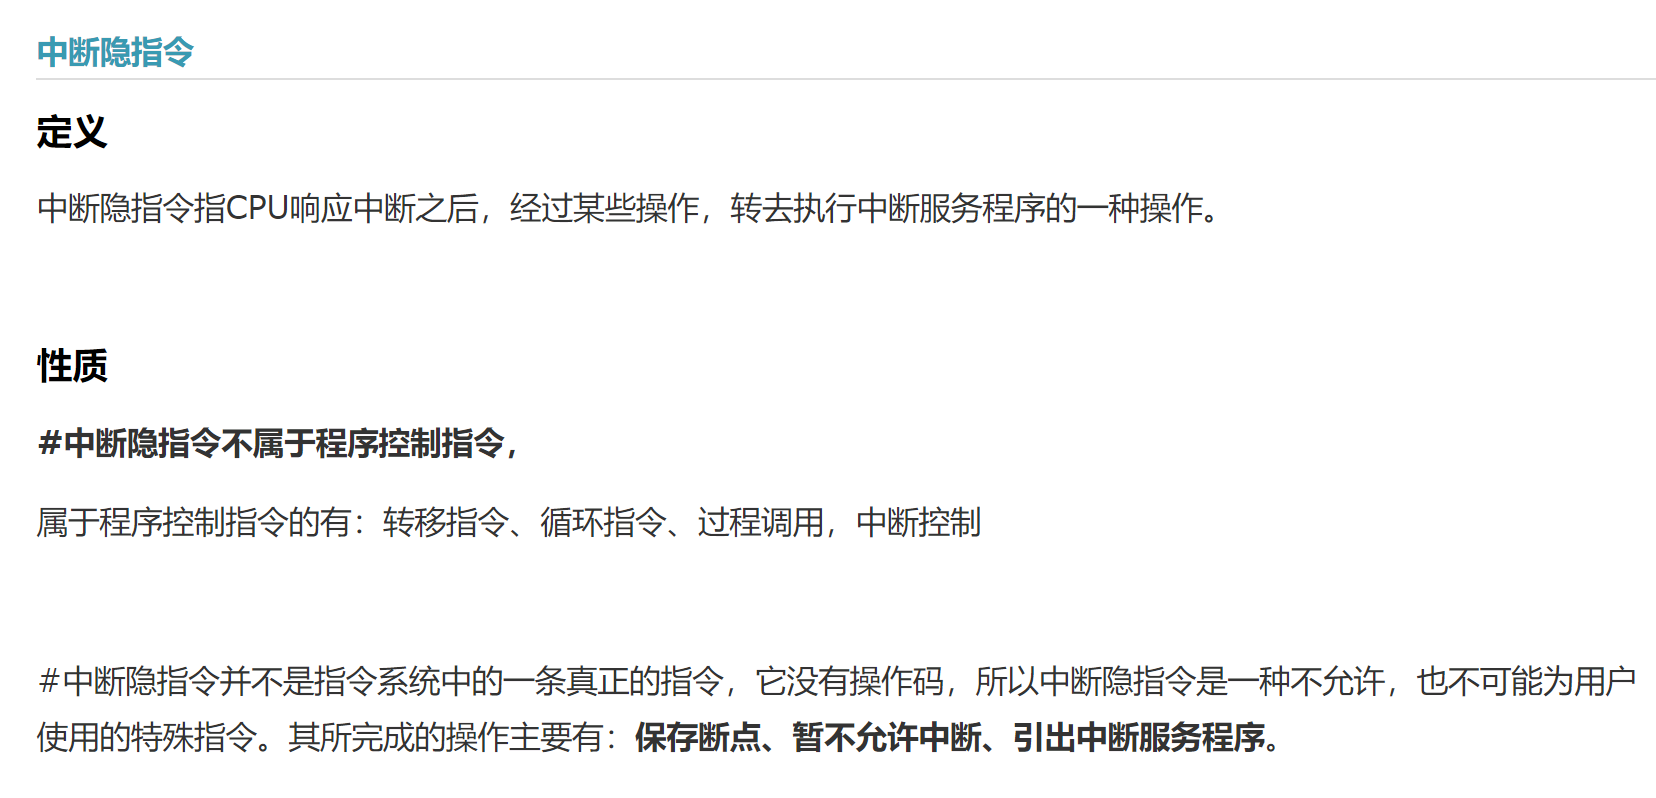 中断隐指令
定义
中断隐指令指CPU响应中断之后，经过某些操作，转去执行中断服务程序的一种操作。
性质
#中断隐指令不属于程序控制指令，
属于程序控制指令的有：转移指令、循环指令、过程调用，中断控制
#中断隐指令并不是指令系统中的一条真正的指令，它没有操作码，所以中断隐指令是一种不允许，也不可能为用户
使用的特殊指令。其所完成的操作主要有：保存断点、暂不允许中断、引出中断服务程序。